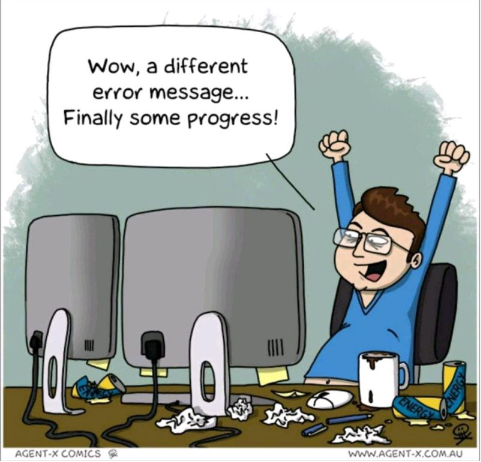 Wow, a different
error message...
Finally some progress!
ENERGY
ENERGY
AGENT-X COMICS
WWW.AGENT-X.COM.AU